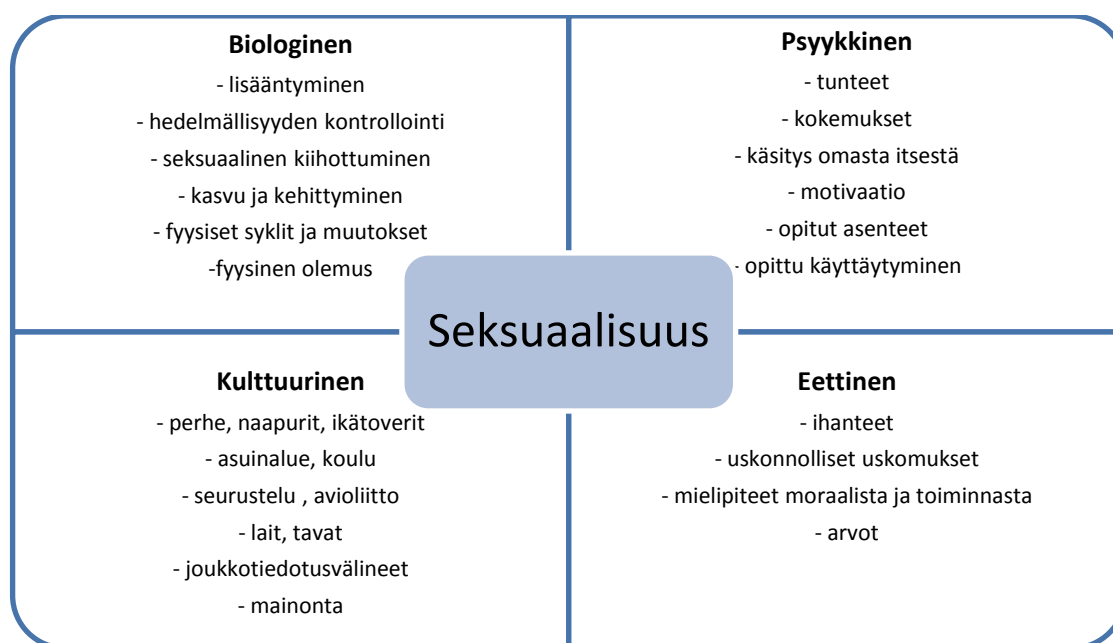 Biologinen
- lisääntyminen
- hedelmällisyyden kontrollointi
- seksuaalinen kiihottuminen
- kasvu ja kehittyminen
- fyysiset syklit ja muutokset
-fyysinen olemus
Psyykkinen
- tunteet
- kokemukset
- käsitys omasta itsestä
- motivaatio
- opitut asenteet
- opittu käyttäytyminen
Seksuaalisuus
Kulttuurinen
- perhe, naapurit, ikätoverit
- asuinalue, koulu
- seurustelu , avioliitto
- lait, tavat
- joukkotiedotusvälineet
- mainonta
Eettinen
- ihanteet
- uskonnolliset uskomukset
- mielipiteet moraalista ja toiminnasta
- arvot